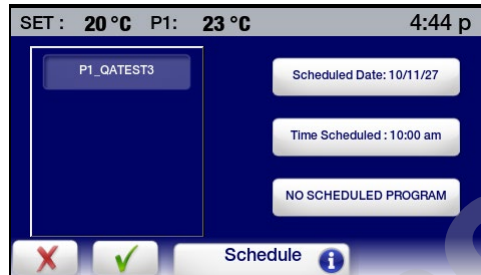 SET : 20 °C P1: 23 °C 4:44 p
P1_QATEST3
Scheduled Date: 10/11/27
Time Scheduled : 10:00 am
NO SCHEDULED PROGRAM
Schedule i